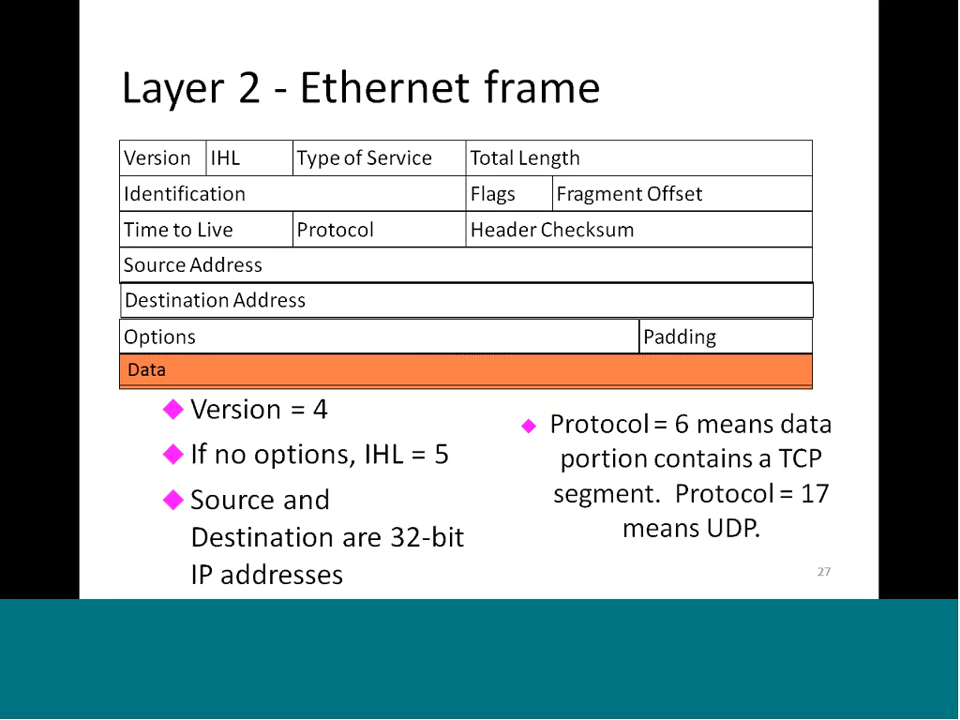 Layer 2 - Ethernet frame
Version IHL Type of Service Total Length
Identification Flags Fragment Offset
Time to Live Protocol Header Checksum
Source Address
Destination Address
Options Padding
Data
Version = 4
If no options, IHL = 5
Source and
Destination are 32-bit
IP addresses
Protocol = 6 means data
portion contains a TCP
segment. Protocol = 17
means UDP.
27